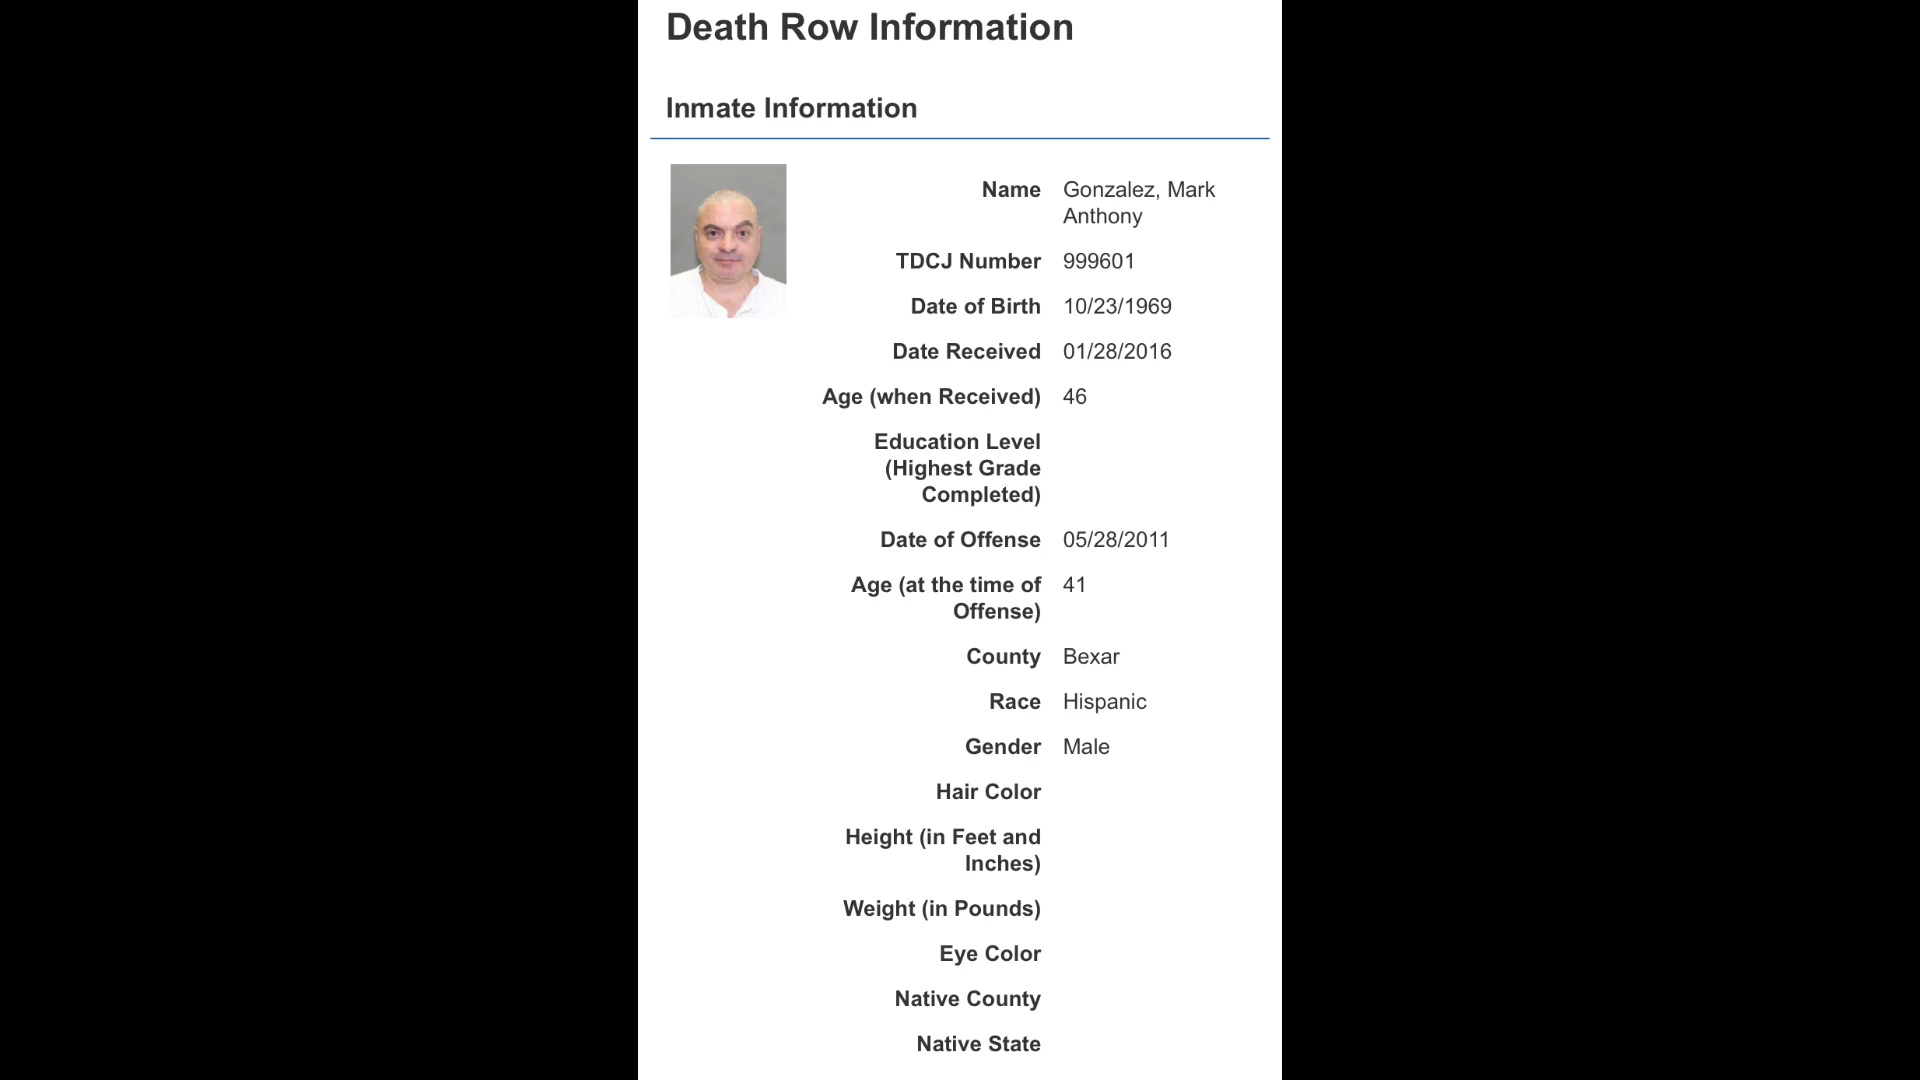 Death Row Information
Inmate Information
Name Gonzalez, Mark
Anthony
TDCJ Number 999601
Date of Birth 10/23/1969
Date Received 01/28/2016
Age (when Received) 46
Education Level
(Highest Grade
Completed)
Date of Offense 05/28/2011
Age (at the time of 41
Offense)
County Bexar
Race Hispanic
Gender Male
Hair Color
Height (in Feet and
Inches)
Weight (in Pounds)
Eye Color
Native County
Native State